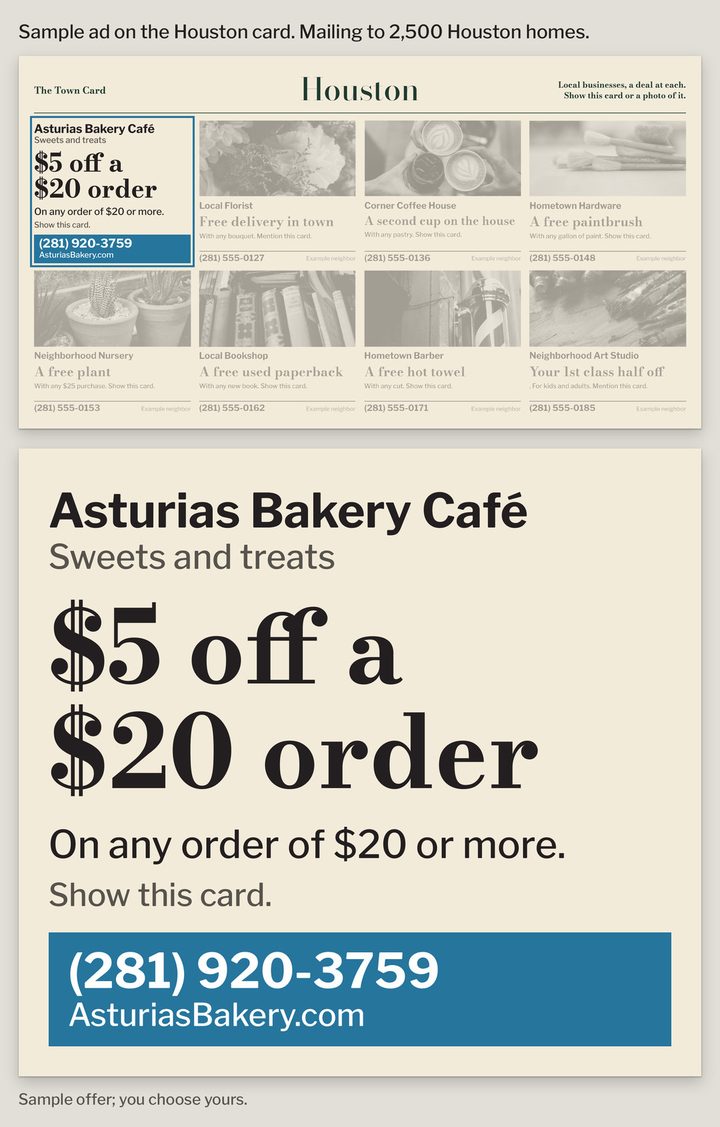 Sample ad on the Houston card. Mailing to 2,500 Houston homes.
The Town Card
Houston
Local businesses, a deal at each.
Show this card or a photo of it.
Asturias Bakery Café
Sweets and treats
$5 off a
$20 order
On any order of $20 or more.
Show this card.
(281) 920-3759
AsturiasBakery.com
Local Florist
Free delivery in town
With any bouquet. Mention this card.
(281) 555-0127
Example neighbor
Corner Coffee House
A second cup on the house
With any pastry. Show this card.
(281) 555-0136
Example neighbor
Hometown Hardware
A free paintbrush
With any gallon of paint. Show this card.
(281) 555-0148
Example neighbor
Neighborhood Nursery
A free plant
With any $25 purchase. Show this card.
(281) 555-0153
Example neighbor
Local Bookshop
A free used paperback
With any new book. Show this card.
(281) 555-0162
Example neighbor
Hometown Barber
A free hot towel
With any cut. Show this card.
(281) 555-0171
Example neighbor
Neighborhood Art Studio
Your 1st class half off
For kids and adults. Mention this card.
(281) 555-0185
Example neighbor
Asturias Bakery Café
Sweets and treats
$5 off a
$20 order
On any order of $20 or more.
Show this card.
(281) 920-3759
AsturiasBakery.com
Sample offer; you choose yours.